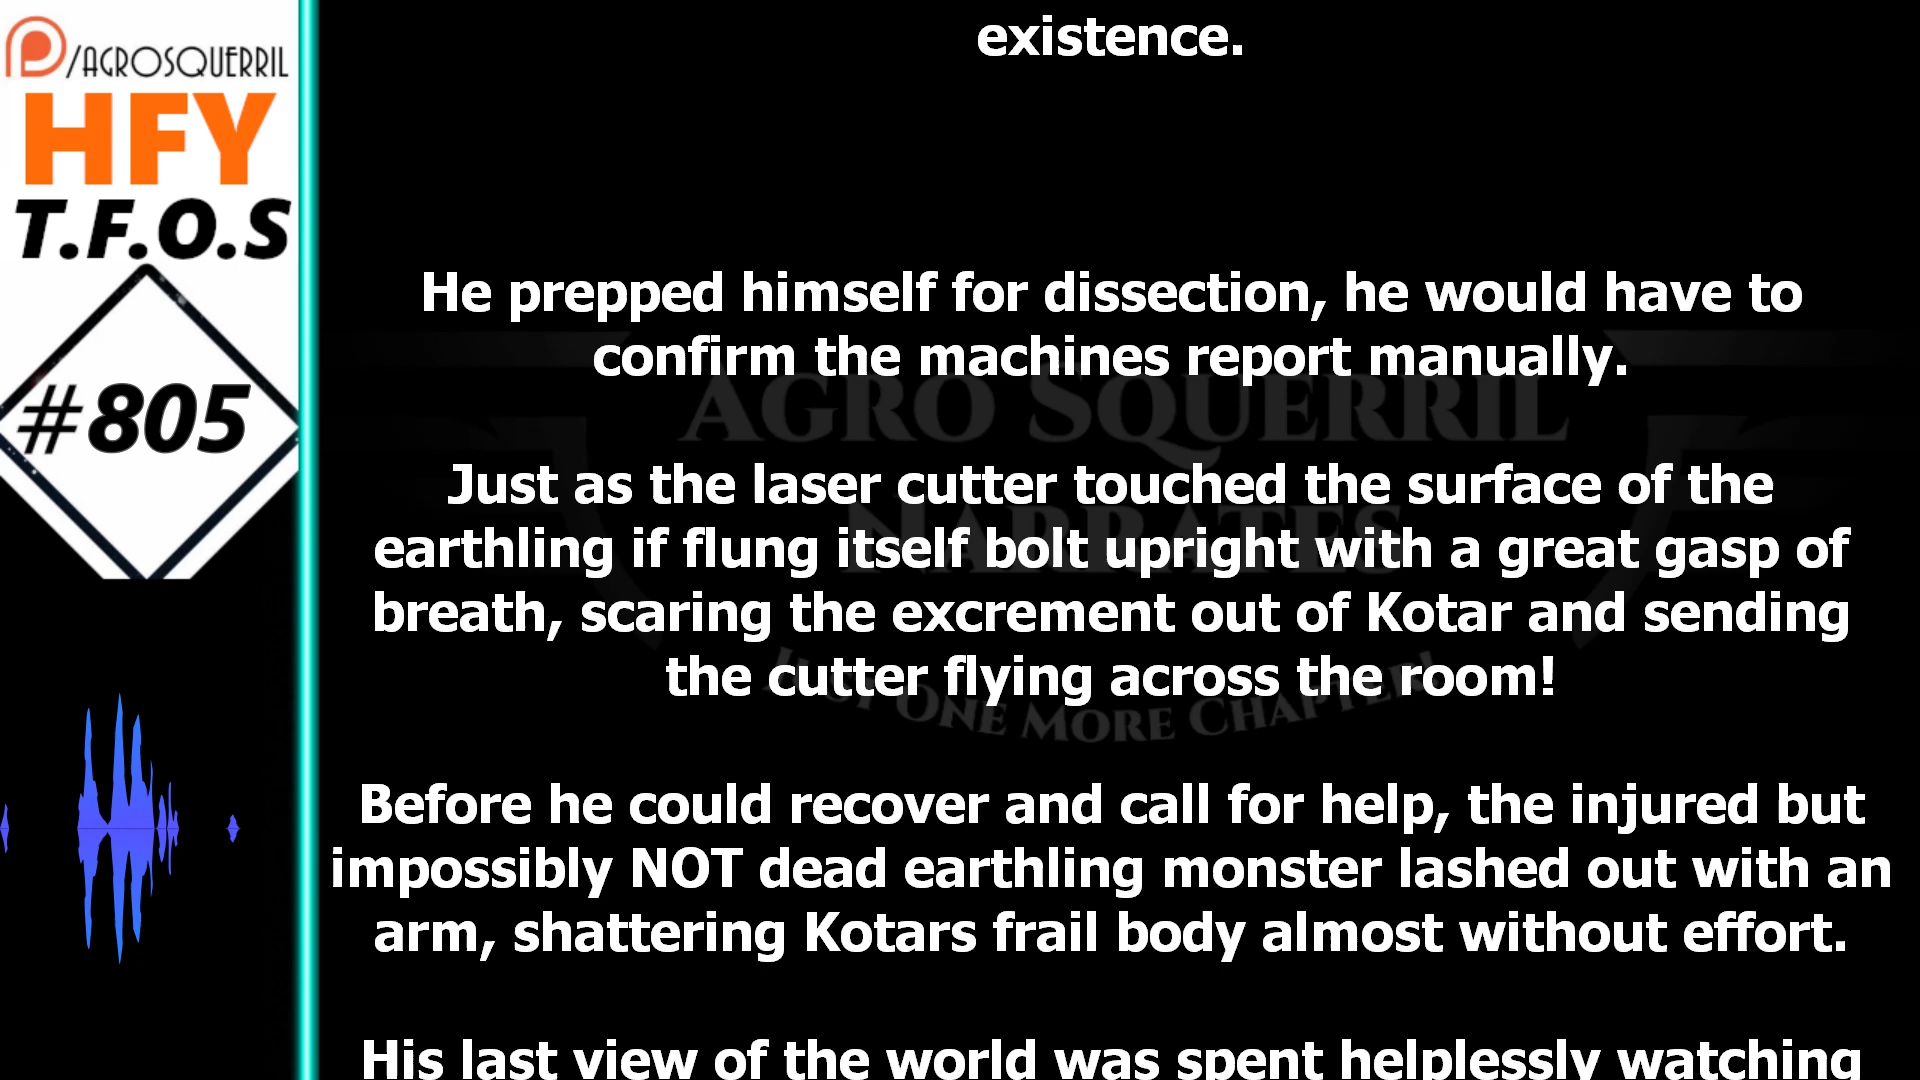 /AGROSQUERRIL
HFY
T.F.O.S
#805
existence.
He prepped himself for dissection, he would have to
confirm the machines report manually.
AGRO SQUERRIL
NARRATES
JUST ONE MORE CHAPTER!
Just as the laser cutter touched the surface of the
earthling if flung itself bolt upright with a great gasp of
breath, scaring the excrement out of Kotar and sending
the cutter flying across the room!
Before he could recover and call for help, the injured but
impossibly NOT dead earthling monster lashed out with an
arm, shattering Kotars frail body almost without effort.
His last view of the world was spent helplessly watching